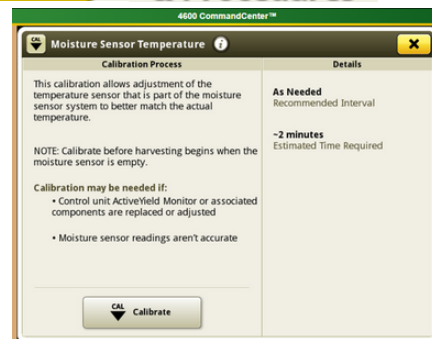 4600 CommandCenter™
CAL Moisture Sensor Temperature i
Calibration Process
Details
This calibration allows adjustment of the
temperature sensor that is part of the moisture
sensor system to better match the actual
temperature.
NOTE: Calibrate before harvesting begins when the
moisture sensor is empty.
Calibration may be needed if:
• Control unit ActiveYield Monitor or associated
components are replaced or adjusted
• Moisture sensor readings aren't accurate
CAL Calibrate
As Needed
Recommended Interval
~2 minutes
Estimated Time Required